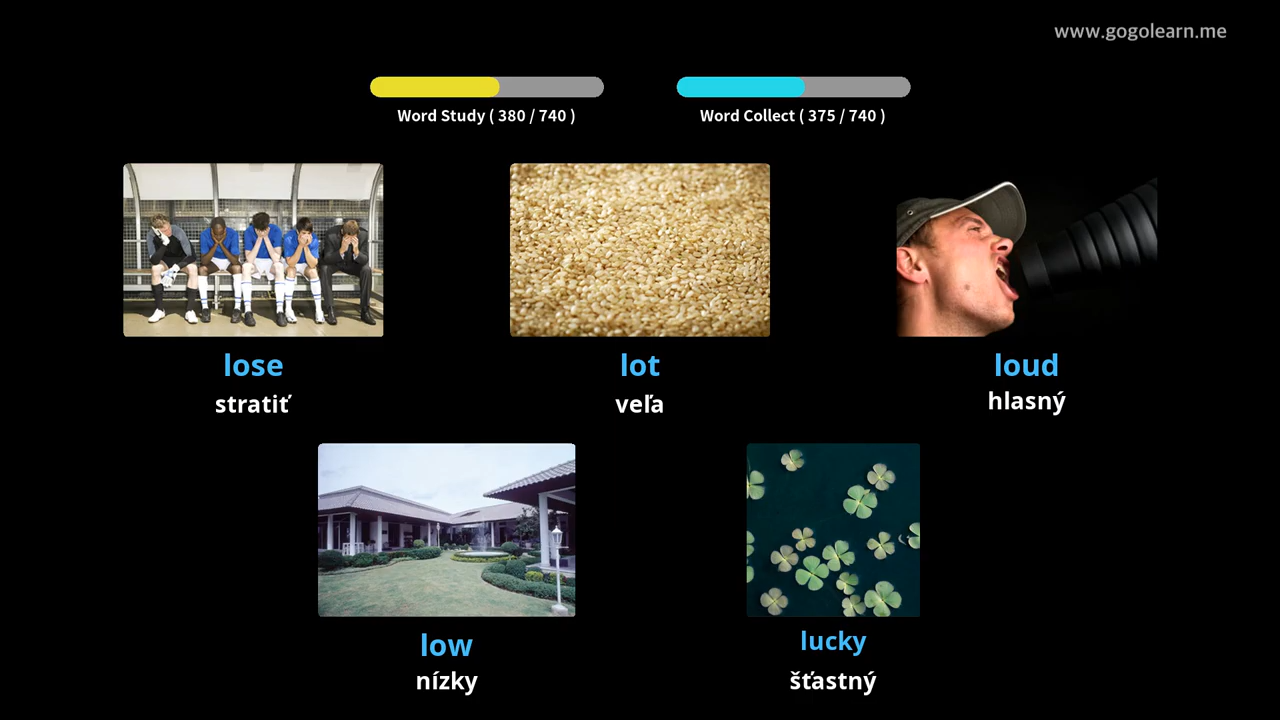 www.gogolearn.me
Word Study ( 380 / 740 )
Word Collect ( 375 / 740 )
lose
stratiť
lot
veľa
loud
hlasný
low
nízky
lucky
šťastný